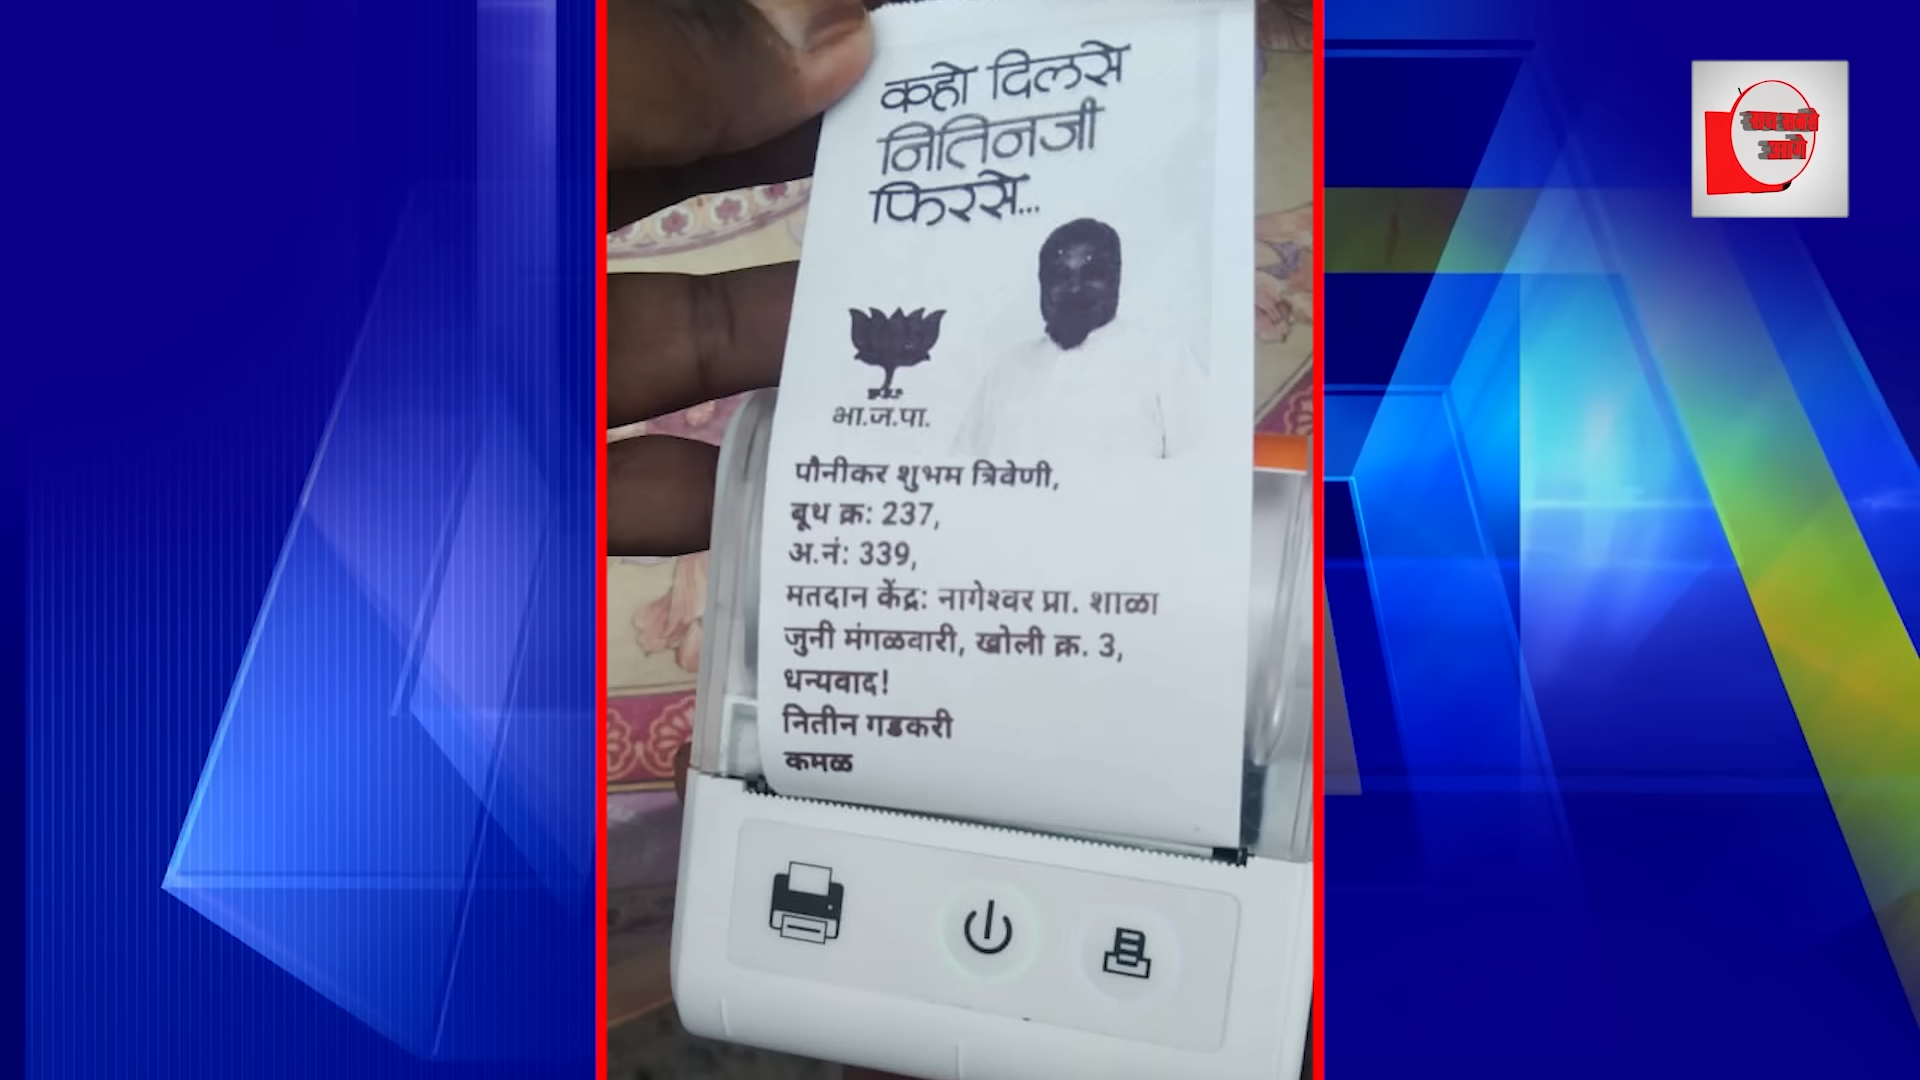 कहो दिलसे
नितिनजी
फिरसे...
भा.ज.पा.
पौनीकर शुभम त्रिवेणी,
बूथ क्र: 237,
अ.नं: 339,
मतदान केंद्र: नागेश्वर प्रा. शाळा
जुनी मंगळवारी, खोली क्र. 3,
धन्यवाद!
नितीन गडकरी
कमळ